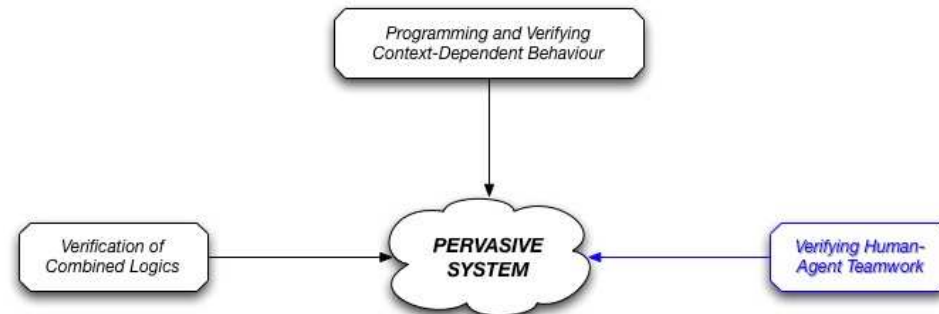 Programming and Verifying
Context-Dependent Behaviour
Verification of
Combined Logics
PERVASIVE
SYSTEM
Verifying Human-
Agent Teamwork